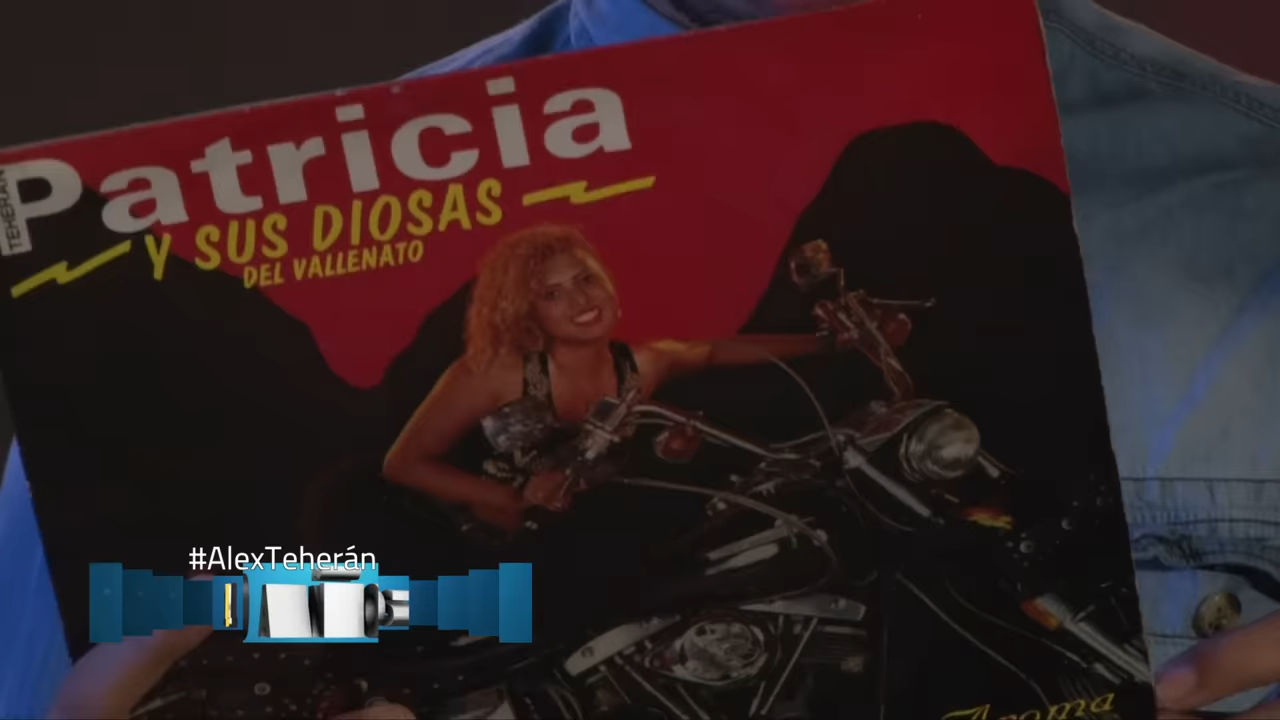 TEHERÁN
Patricia
Y SUS DIOSAS
DEL VALLENATO
#AlexTeherán
Aroma